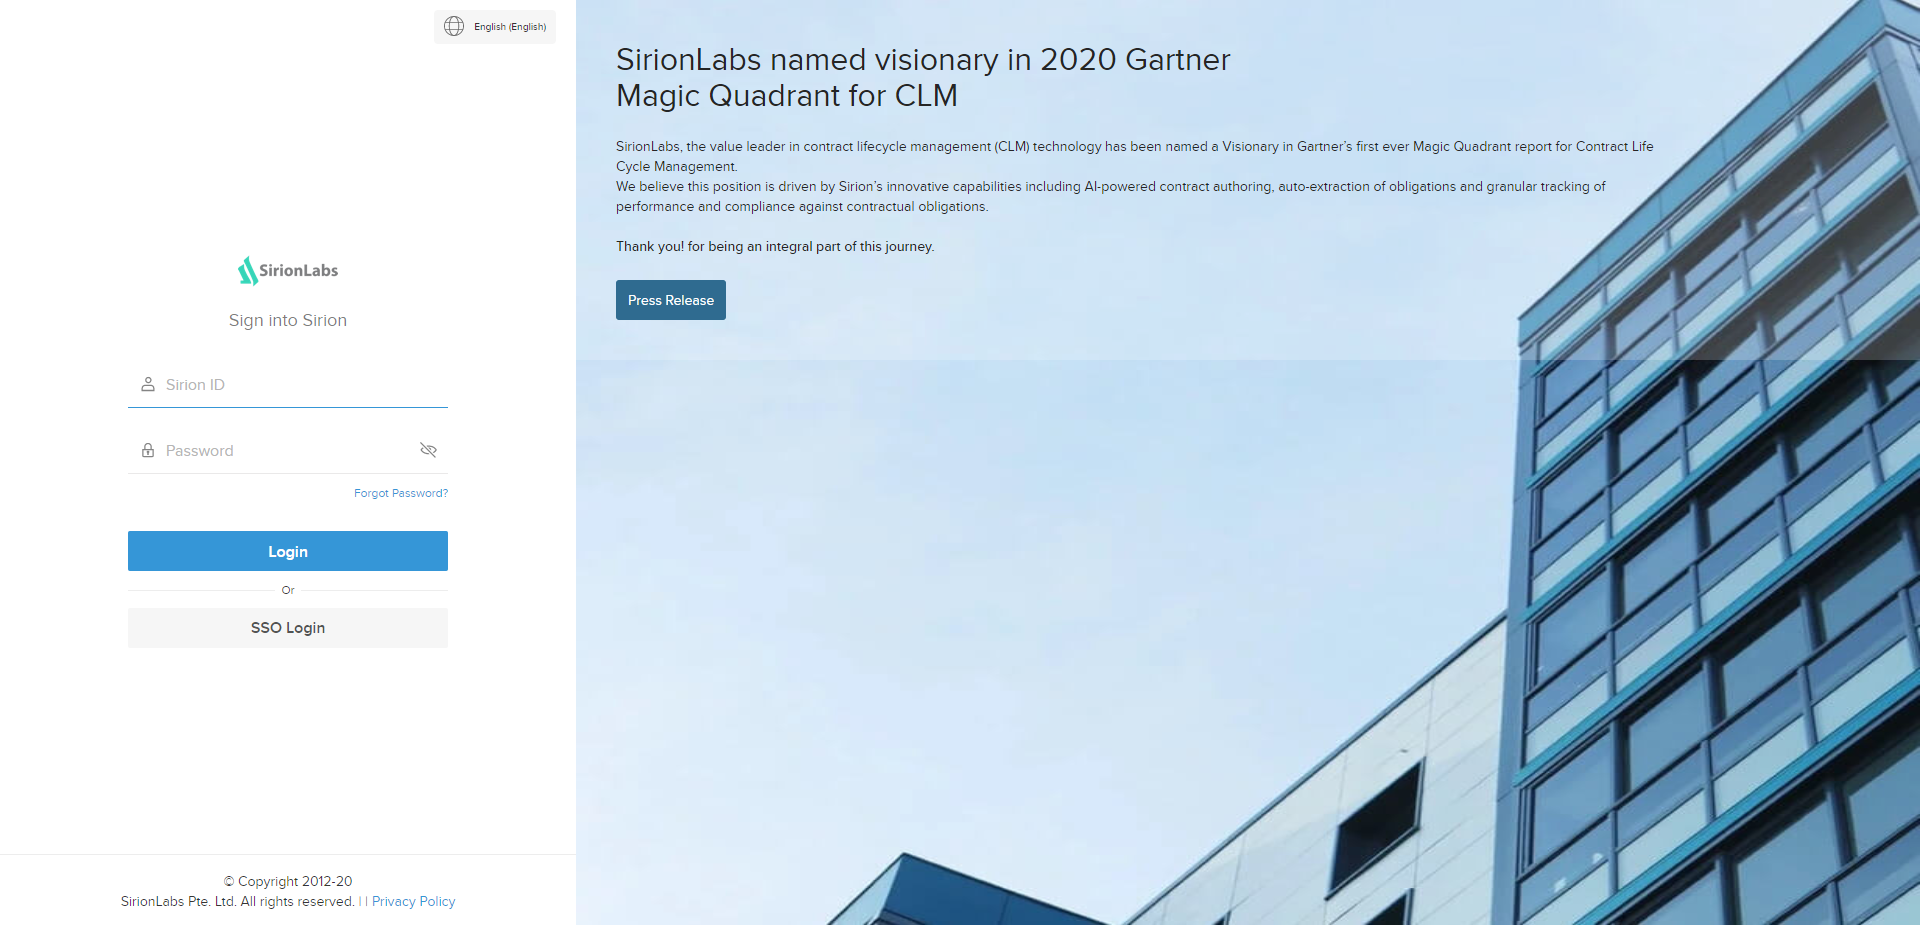 English (English)
SirionLabs
Sign into Sirion
Sirion ID
Password
Forgot Password?
Login
Or
SSO Login
© Copyright 2012-20
SirionLabs Pte. Ltd. All rights reserved. | | Privacy Policy
SirionLabs named visionary in 2020 Gartner
Magic Quadrant for CLM
SirionLabs, the value leader in contract lifecycle management (CLM) technology has been named a Visionary in Gartner’s first ever Magic Quadrant report for Contract Life
Cycle Management.
We believe this position is driven by Sirion’s innovative capabilities including AI-powered contract authoring, auto-extraction of obligations and granular tracking of
performance and compliance against contractual obligations.
Thank you! for being an integral part of this journey.
Press Release